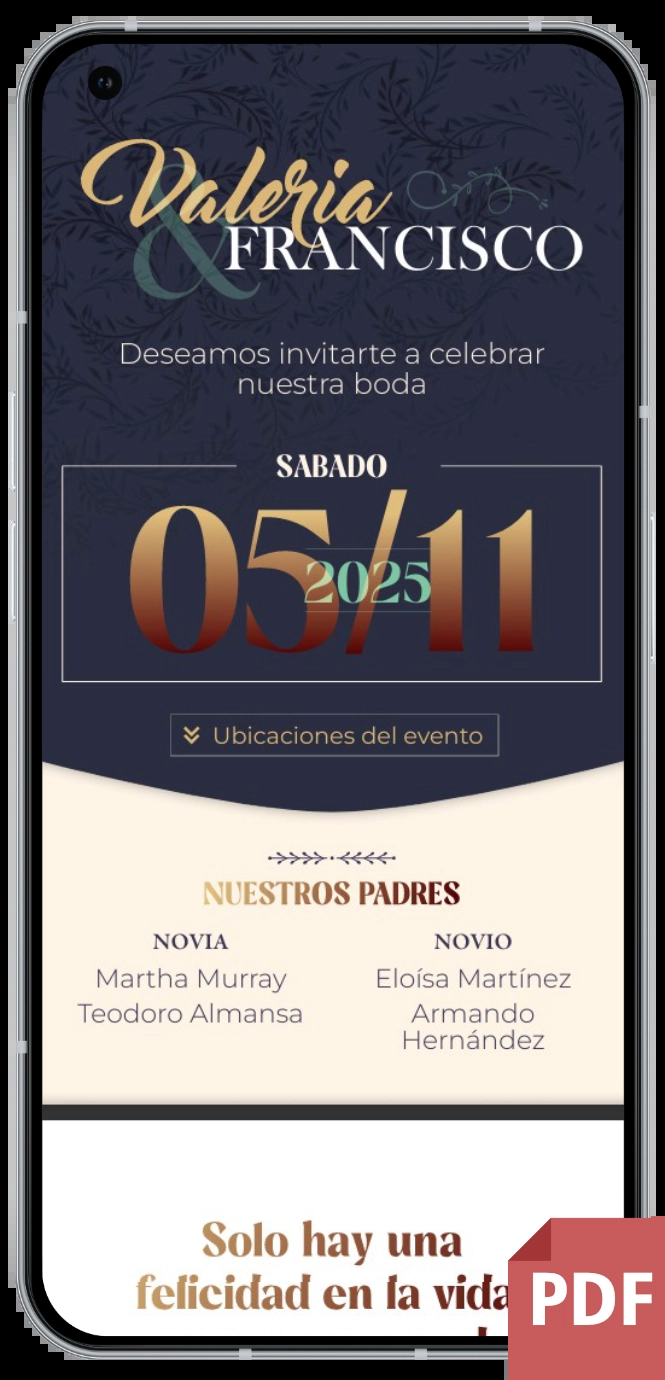 Valeria
& FRANCISCO
Deseamos invitarte a celebrar
nuestra boda
SABADO
05/11
2025
Ubicaciones del evento
NUESTROS PADRES
NOVIA
Martha Murray
Teodoro Almansa
NOVIO
Eloísa Martínez
Armando
Hernández
Solo hay una
felicidad en la vida
PDF